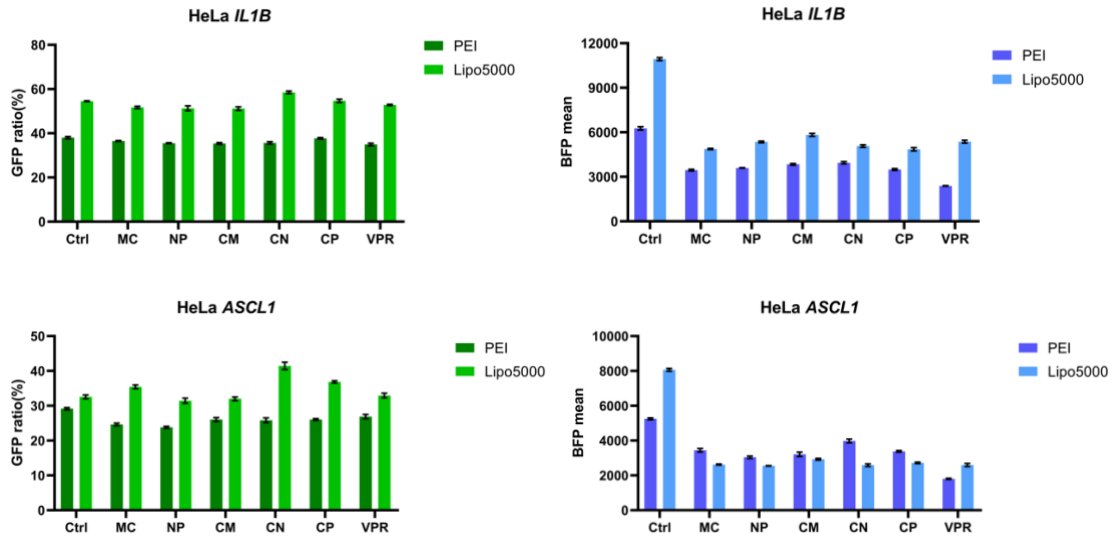 HeLa IL1B
80
60
40
20
0
GFP ratio(%)
Ctrl MC NP CM CN CP VPR
PEI
Lipo5000
HeLa IL1B
12000
9000
6000
3000
0
BFP mean
Ctrl MC NP CM CN CP VPR
PEI
Lipo5000
HeLa ASCL1
50
40
30
20
10
0
GFP ratio(%)
Ctrl MC NP CM CN CP VPR
PEI
Lipo5000
HeLa ASCL1
10000
8000
6000
4000
2000
0
BFP mean
Ctrl MC NP CM CN CP VPR
PEI
Lipo5000